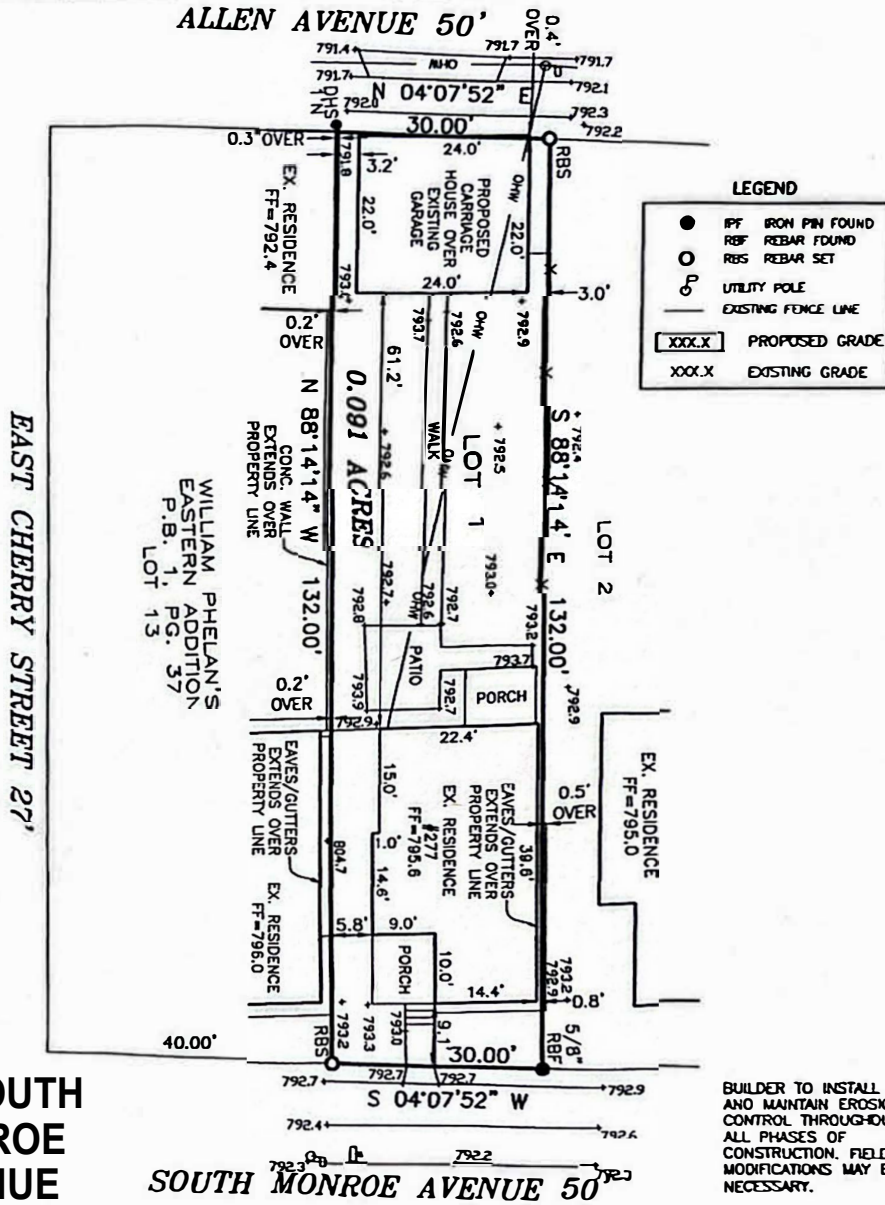 ALLEN AVENUE 50'
0.4'
OVER
791.4
791.7
791.7
OHW
791.7
792.1
N 04°07'52" E
792.0
792.3
792.2
DHS
1 N
30.00'
RBS
0.3' OVER
24.0'
3.2'
791.8
22.0'
PROPOSED
CARRIAGE
HOUSE OVER
EXISTING
GARAGE
OHW
22.0'
EX. RESIDENCE
FF=792.4
24.0'
3.0'
0.2'
OVER
793.7
792.6
OHW
792.9
61.2'
LEGEND
IPF IRON PIN FOUND
RBF REBAR FOUND
RBS REBAR SET
UTILITY POLE
EXISTING FENCE LINE
[XXX.X] PROPOSED GRADE
XXX.X EXISTING GRADE
0.091 ACRES
N 88°14'14" W 132.00'
792.6
WALK
LOT 1
792.5
792.4
S 88°14'14' E 132.00'
LOT 2
CONC. WALL
EXTENDS OVER
PROPERTY LINE
EAST CHERRY STREET 27'
WILLIAM PHELAN'S
EASTERN ADDITION
P.B. 1, PG. 37
LOT 13
792.7
OHW
792.6
792.7
793.0
793.2
792.8
PATIO
793.7
793.9
792.7
PORCH
792.9
0.2'
OVER
792.9
22.4'
EAVES/GUTTERS
EXTENDS OVER
PROPERTY LINE
15.0'
#277
EX. RESIDENCE
FF=795.6
EAVES/GUTTERS
EXTENDS OVER
PROPERTY LINE
39.6'
0.5'
OVER
EX. RESIDENCE
FF=795.0
804.7
1.0'
14.6'
EX. RESIDENCE
FF=796.0
5.8'
9.0'
PORCH
10.0'
14.4'
793.2
792.9
0.8'
RBS
793.2
793.3
793.0
9.1'
5/8"
RBF
40.00'
30.00'
792.7
792.7
792.7
792.9
S 04°07'52" W
792.4
792.6
792.3
792.2
SOUTH MONROE AVENUE 50'
OUTH
ROE
NUE
BUILDER TO INSTALL
AND MAINTAIN EROSI
CONTROL THROUGHOU
ALL PHASES OF
CONSTRUCTION. FIELD
MODIFICATIONS MAY B
NECESSARY.